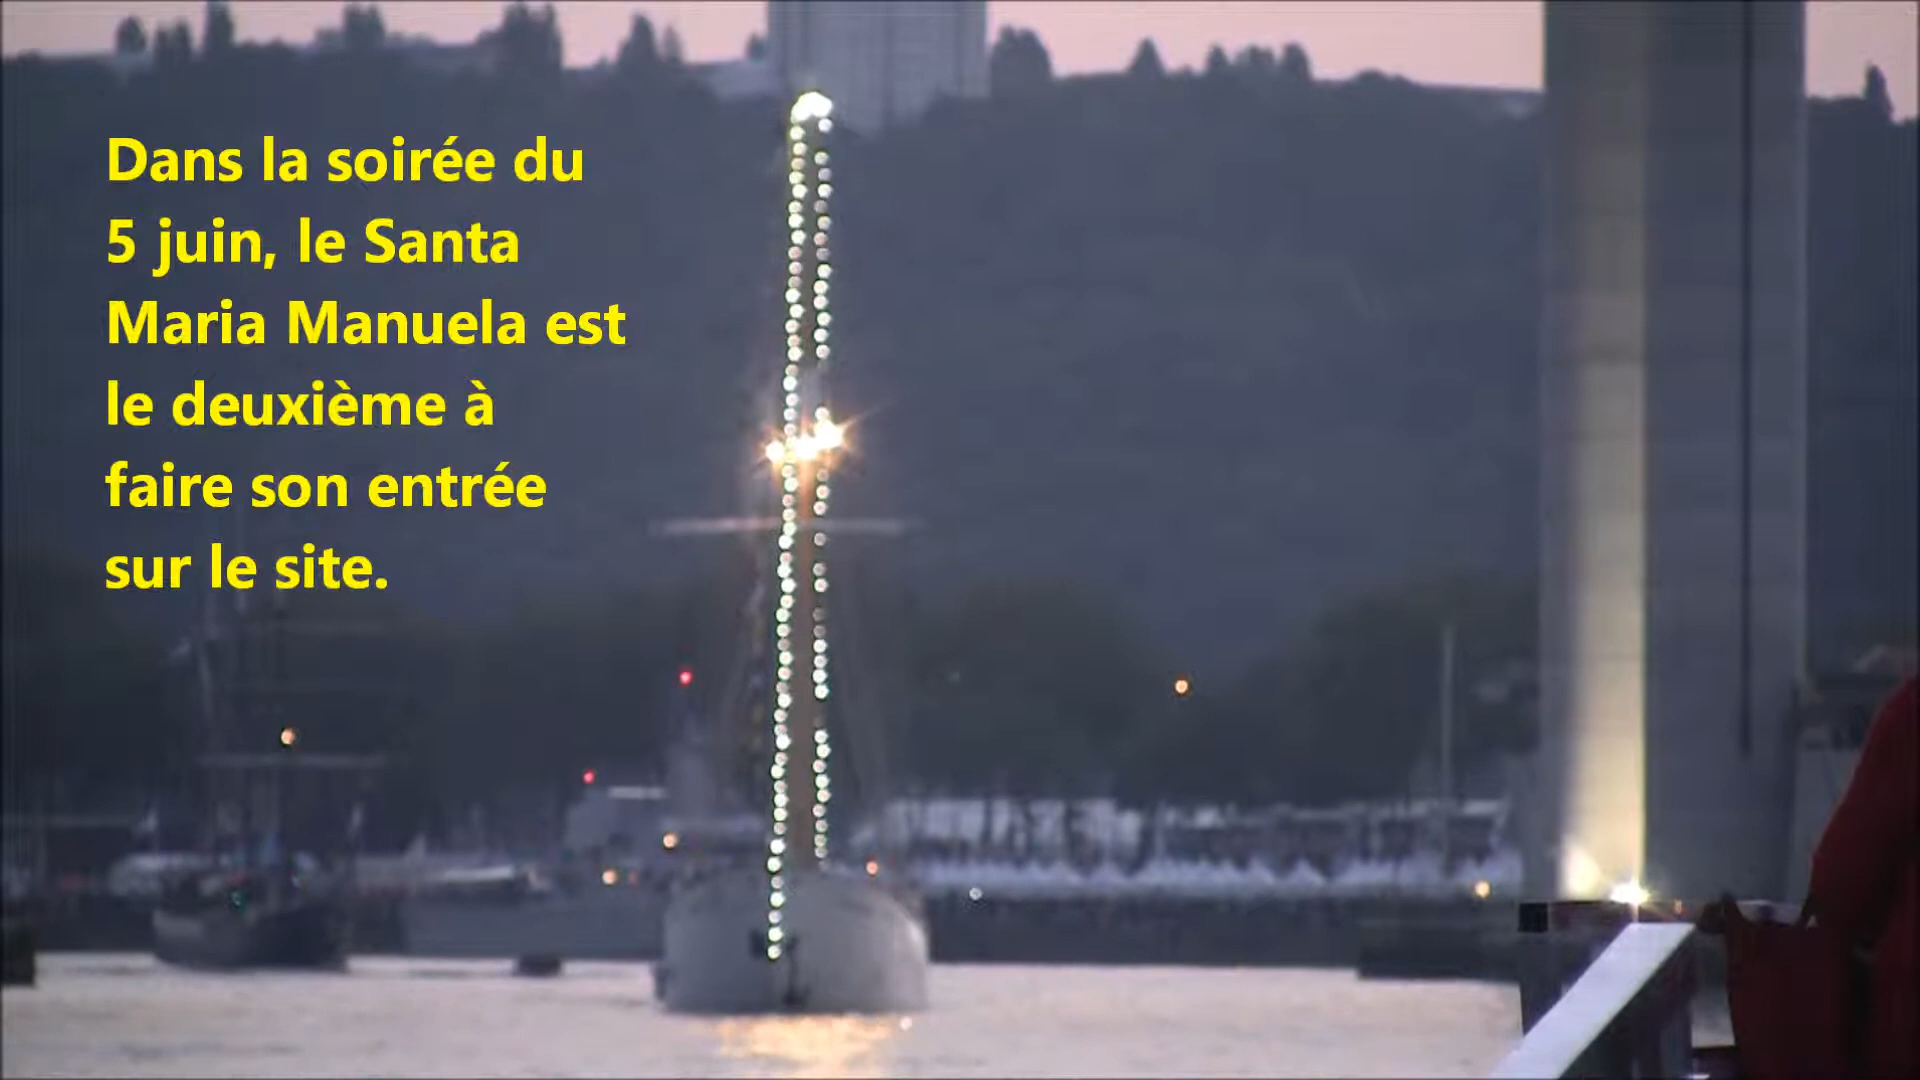 Dans la soirée du
5 juin, le Santa
Maria Manuela est
le deuxième à
faire son entrée
sur le site.